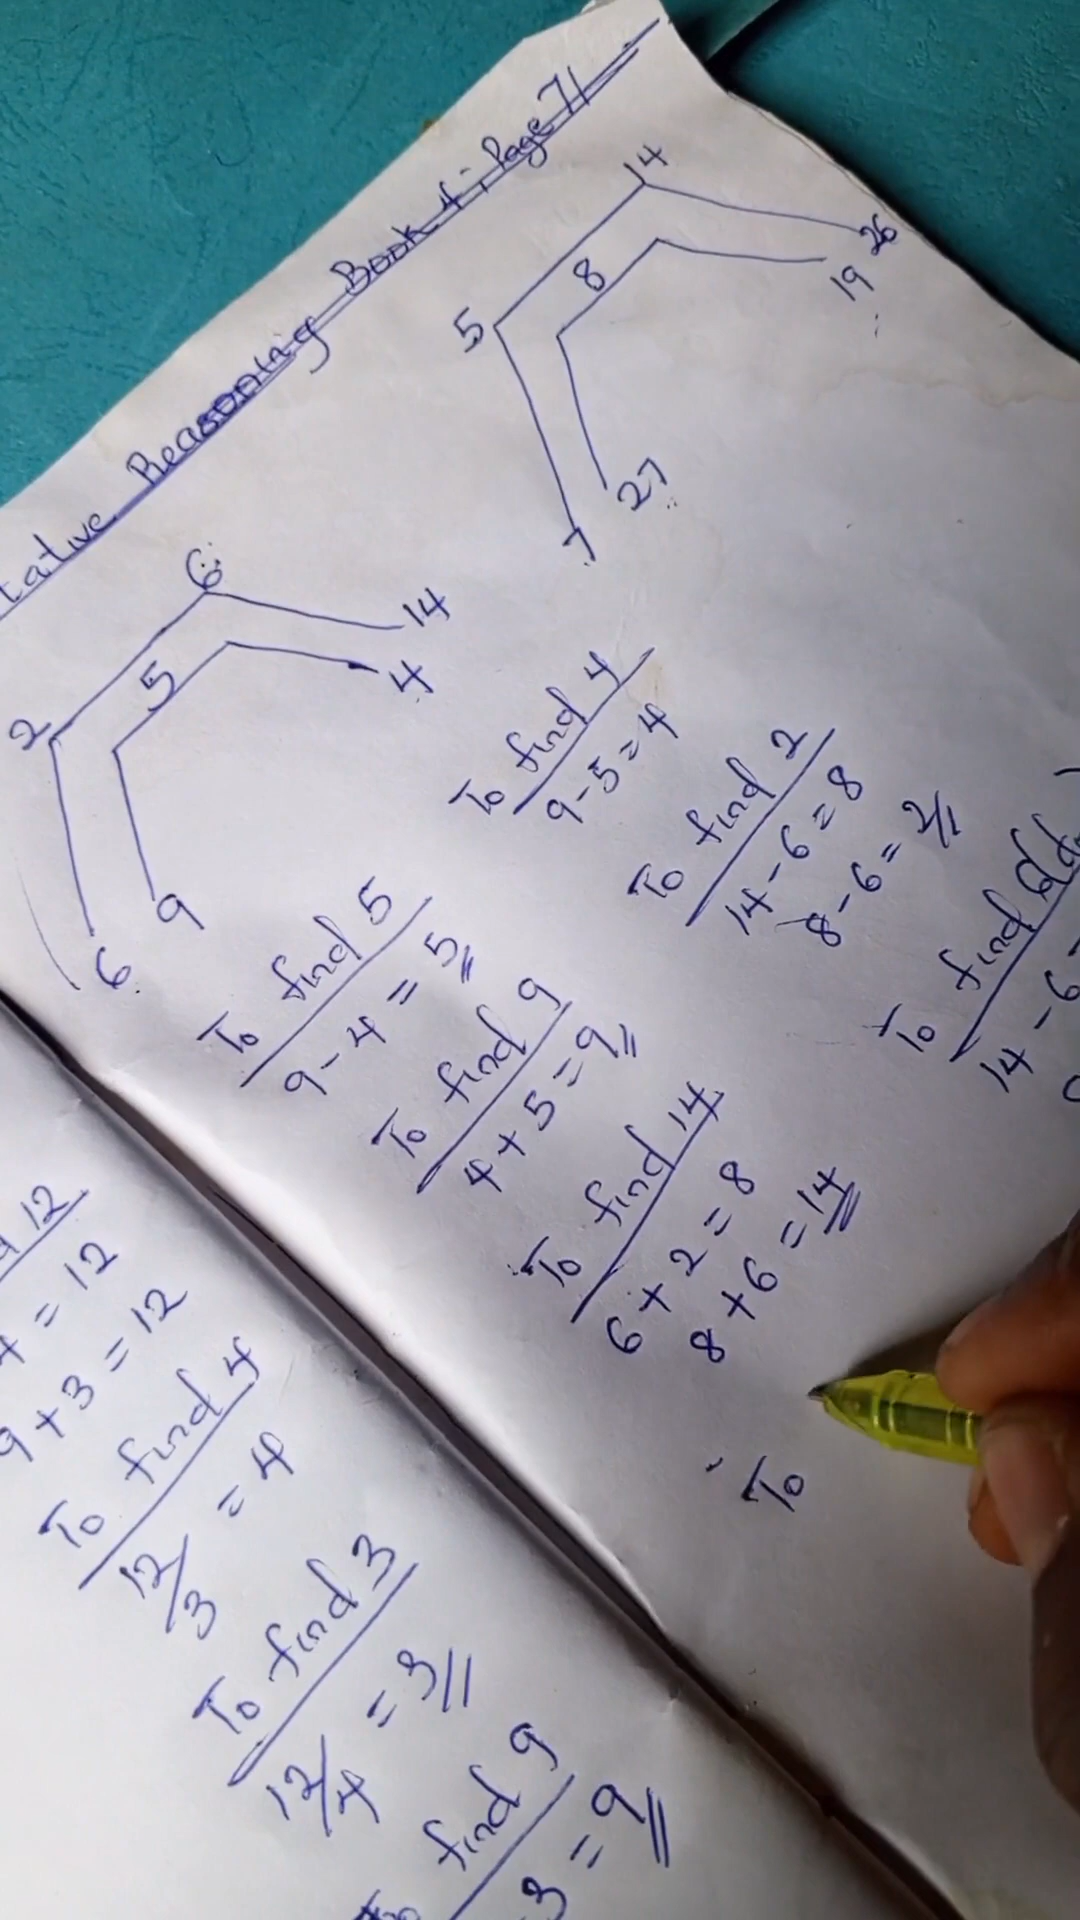 tative Reasoning Book 4; Page 71
14
26
5
8
19
7
27
6
14
2
5
4
6
9
To find 5
9 - 4 = 5
To find 9
4 + 5 = 9
To find 14
6 + 2 = 8
8 + 6 = 14
To
To find 4
9 - 5 = 4
To find 2
14 - 6 = 8
8 - 6 = 2
To find
14 - 6
12
= 12
9 + 3 = 12
To find 4
12/3 = 4
To find 3
12/4 = 3
find 9
3 = 9